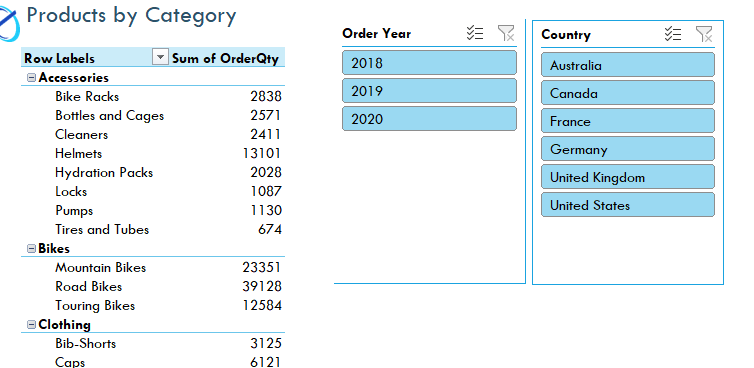 Products by Category
Row Labels Sum of OrderQty
Accessories
Bike Racks 2838
Bottles and Cages 2571
Cleaners 2411
Helmets 13101
Hydration Packs 2028
Locks 1087
Pumps 1130
Tires and Tubes 674
Bikes
Mountain Bikes 23351
Road Bikes 39128
Touring Bikes 12584
Clothing
Bib-Shorts 3125
Caps 6121
Order Year
2018
2019
2020
Country
Australia
Canada
France
Germany
United Kingdom
United States